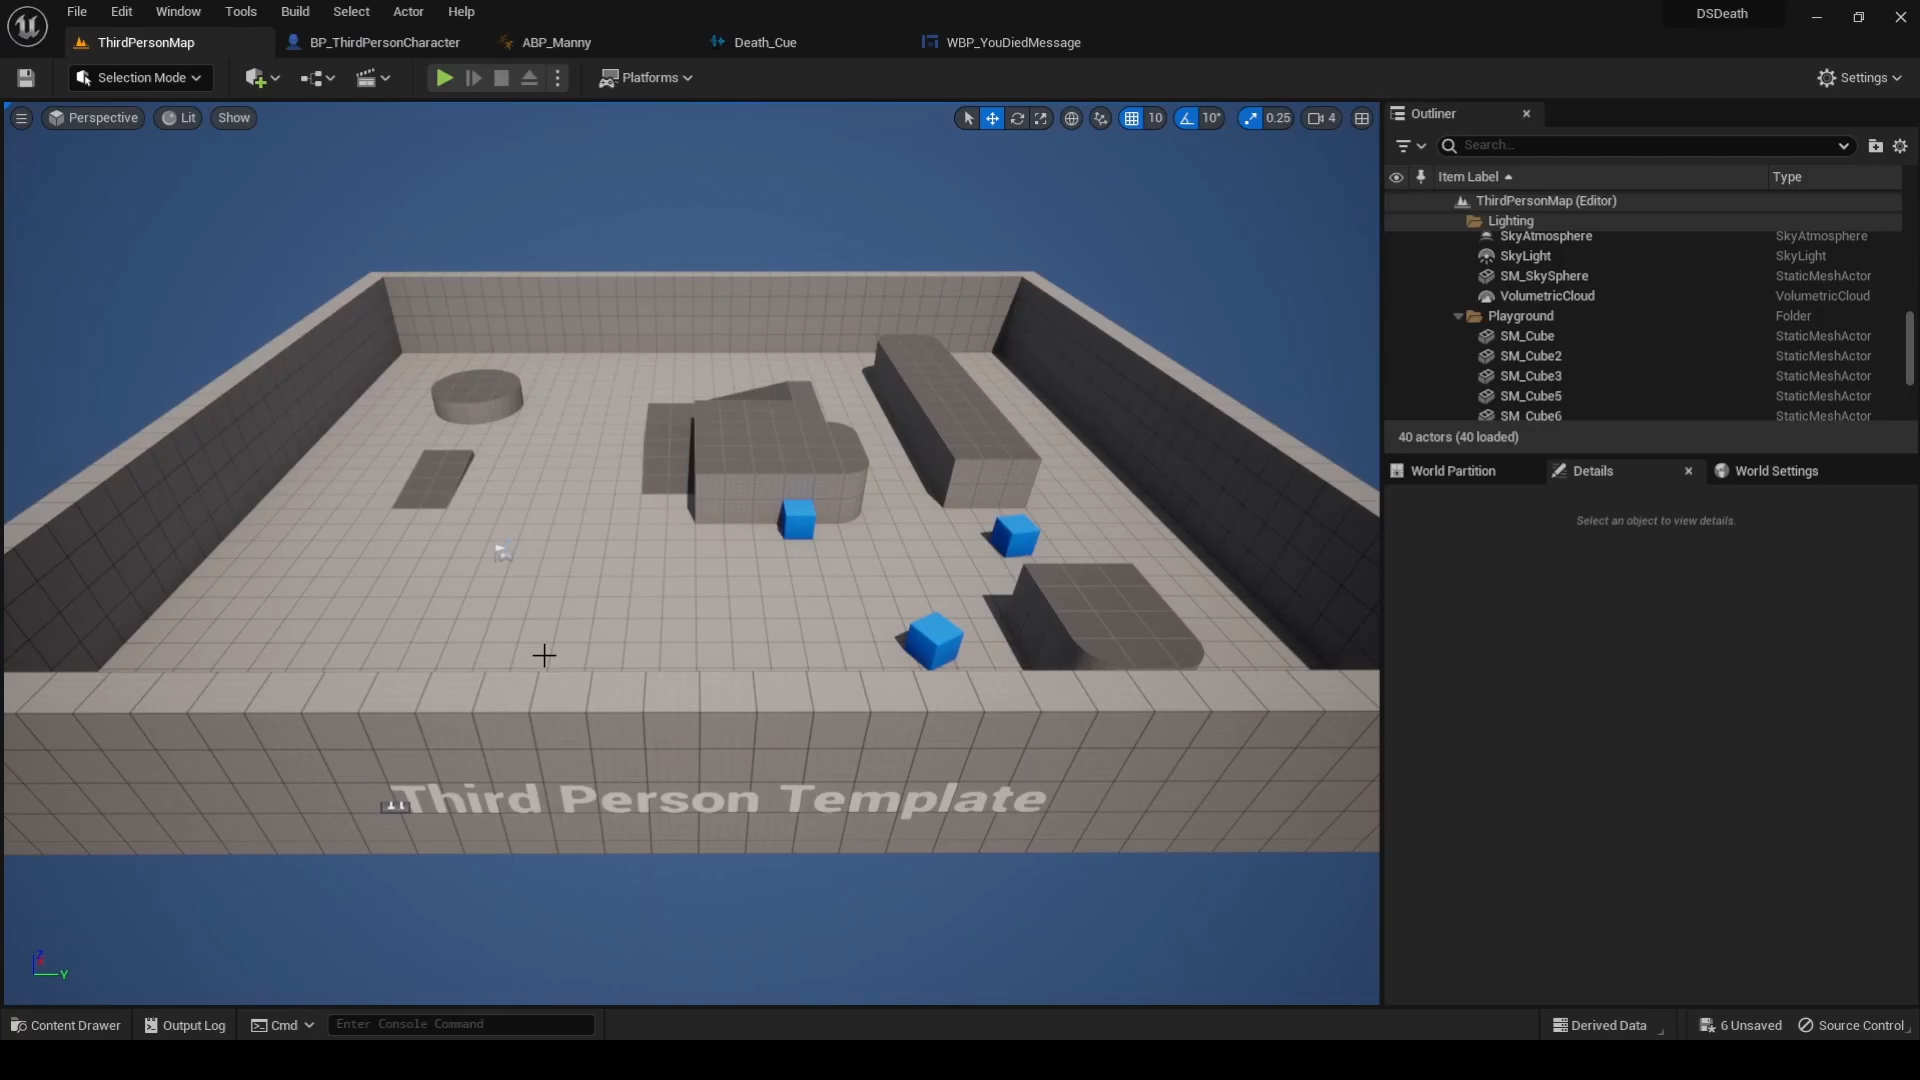 File Edit Window Tools Build Select Actor Help
DSDeath
ThirdPersonMap BP_ThirdPersonCharacter ABP_Manny Death_Cue WBP_YouDiedMessage
Selection Mode Platforms Settings
Perspective Lit Show 10 10° 0.25 4
Outliner
Search...
Item Label Type
ThirdPersonMap (Editor)
Lighting
SkyAtmosphere SkyAtmosphere
SkyLight SkyLight
SM_SkySphere StaticMeshActor
VolumetricCloud VolumetricCloud
Playground Folder
SM_Cube StaticMeshActor
SM_Cube2 StaticMeshActor
SM_Cube3 StaticMeshActor
SM_Cube5 StaticMeshActor
SM_Cube6 StaticMeshActor
40 actors (40 loaded)
World Partition Details World Settings
Select an object to view details.
Third Person Template
Z
Y
Content Drawer Output Log Cmd Enter Console Command Derived Data 6 Unsaved Source Control